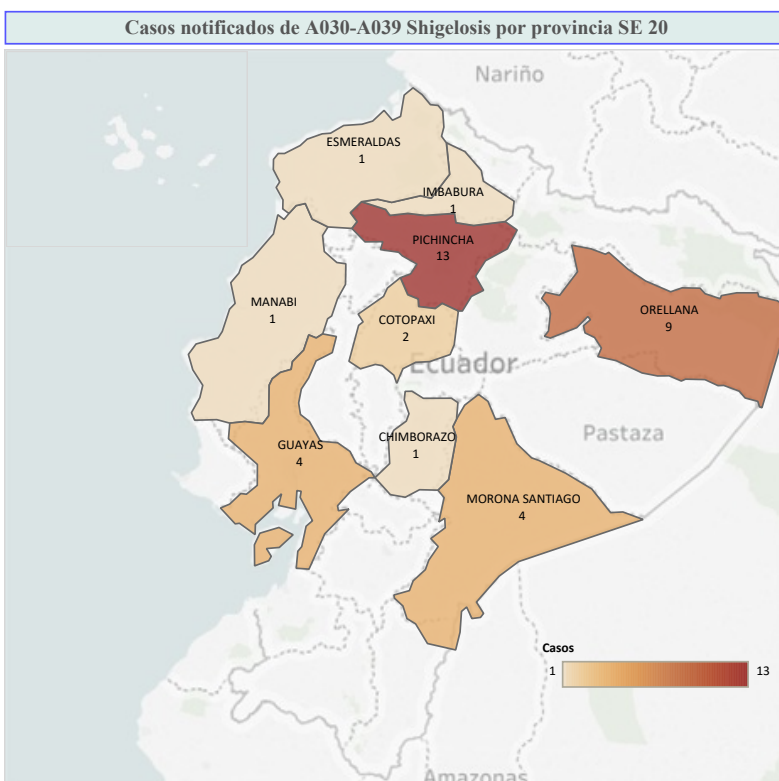 Casos notificados de A030-A039 Shigelosis por provincia SE 20
Nariño
ESMERALDAS
1
IMBABURA
1
PICHINCHA
13
MANABI
1
COTOPAXI
2
ORELLANA
9
Ecuador
CHIMBORAZO
1
GUAYAS
4
Pastaza
MORONA SANTIAGO
4
Casos
1
13
Amazonas